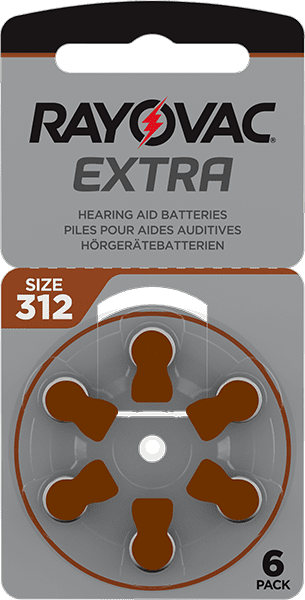 RAYOVAC®
EXTRA
HEARING AID BATTERIES
PILES POUR AIDES AUDITIVES
HÖRGERÄTEBATTERIEN
SIZE
312
6
PACK